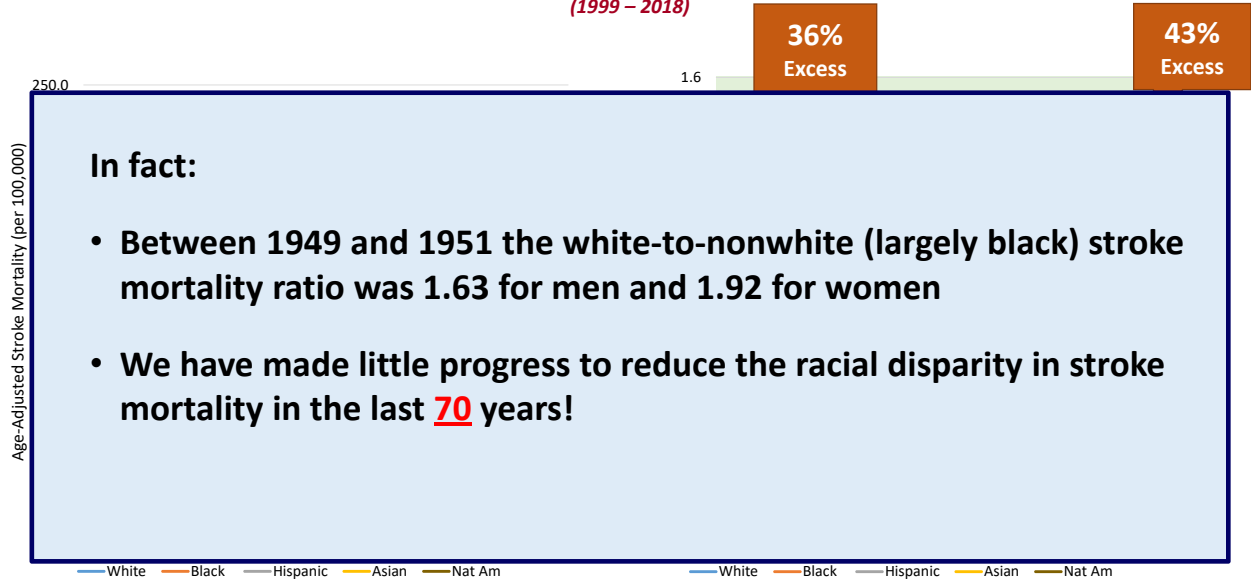 (1999 – 2018)
36%
Excess
43%
Excess
250.0
1.6
Age-Adjusted Stroke Mortality (per 100,000)
In fact:
• Between 1949 and 1951 the white-to-nonwhite (largely black) stroke
mortality ratio was 1.63 for men and 1.92 for women
• We have made little progress to reduce the racial disparity in stroke
mortality in the last 70 years!
White Black Hispanic Asian Nat Am
White Black Hispanic Asian Nat Am